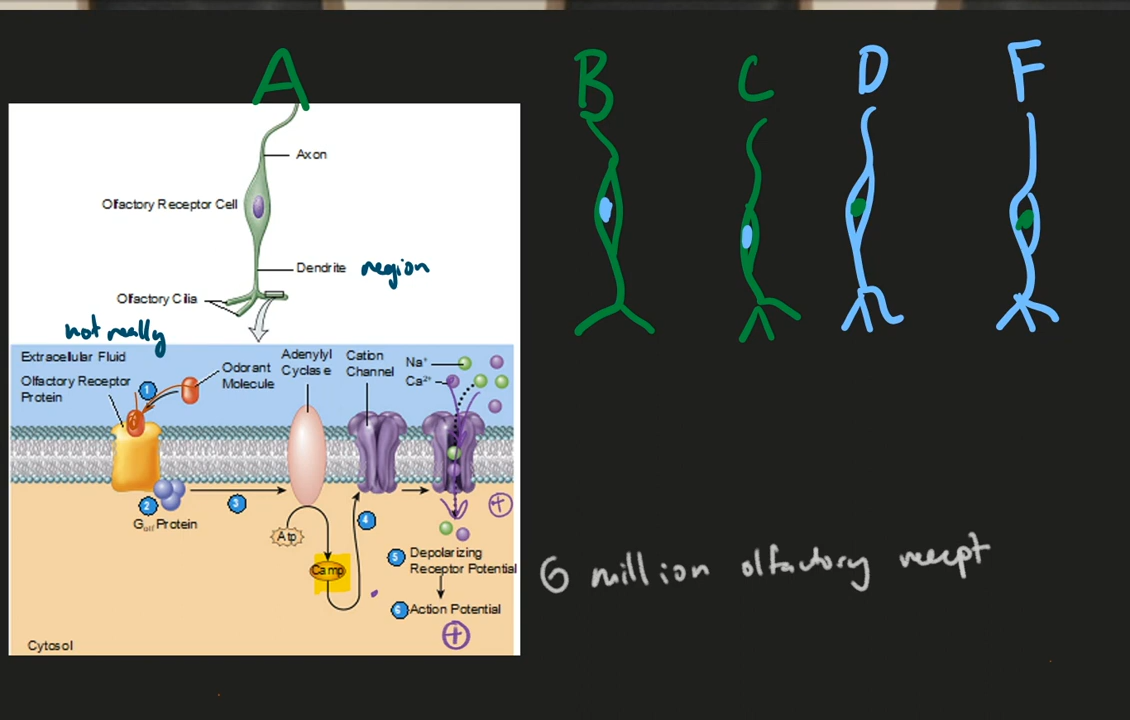 A
B
C
D
F
Axon
Olfactory Receptor Cell
Dendrite region
Olfactory Cilia
not really
Extracellular Fluid
Olfactory Receptor
Protein
1
Odorant
Molecule
Adenylyl
Cyclase
Cation
Channel
Na+
Ca2+
2
3
4
+
Golf Protein
Atp
Camp
5 Depolarizing
Receptor Potential
6 Action Potential
+
Cytosol
6 million olfactory recept